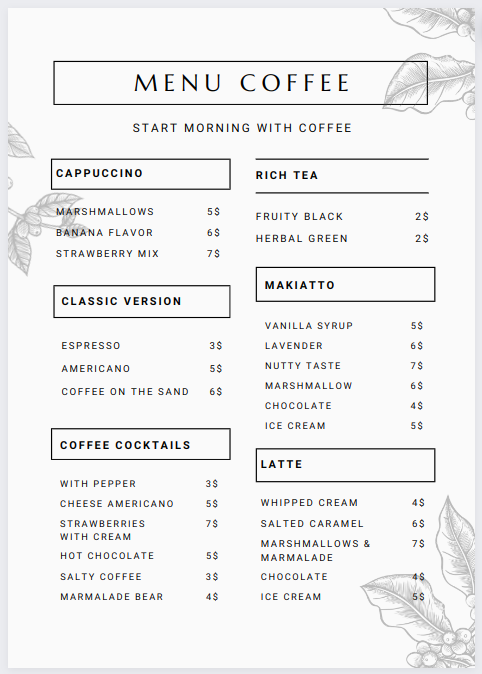 MENU COFFEE
START MORNING WITH COFFEE
CAPPUCCINO
MARSHMALLOWS 5$
BANANA FLAVOR 6$
STRAWBERRY MIX 7$
CLASSIC VERSION
ESPRESSO 3$
AMERICANO 5$
COFFEE ON THE SAND 6$
COFFEE COCKTAILS
WITH PEPPER 3$
CHEESE AMERICANO 5$
STRAWBERRIES 7$
WITH CREAM
HOT CHOCOLATE 5$
SALTY COFFEE 3$
MARMALADE BEAR 4$
RICH TEA
FRUITY BLACK 2$
HERBAL GREEN 2$
MAKIATTO
VANILLA SYRUP 5$
LAVENDER 6$
NUTTY TASTE 7$
MARSHMALLOW 6$
CHOCOLATE 4$
ICE CREAM 5$
LATTE
WHIPPED CREAM 4$
SALTED CARAMEL 6$
MARSHMALLOWS & 7$
MARMALADE
CHOCOLATE 4$
ICE CREAM 5$